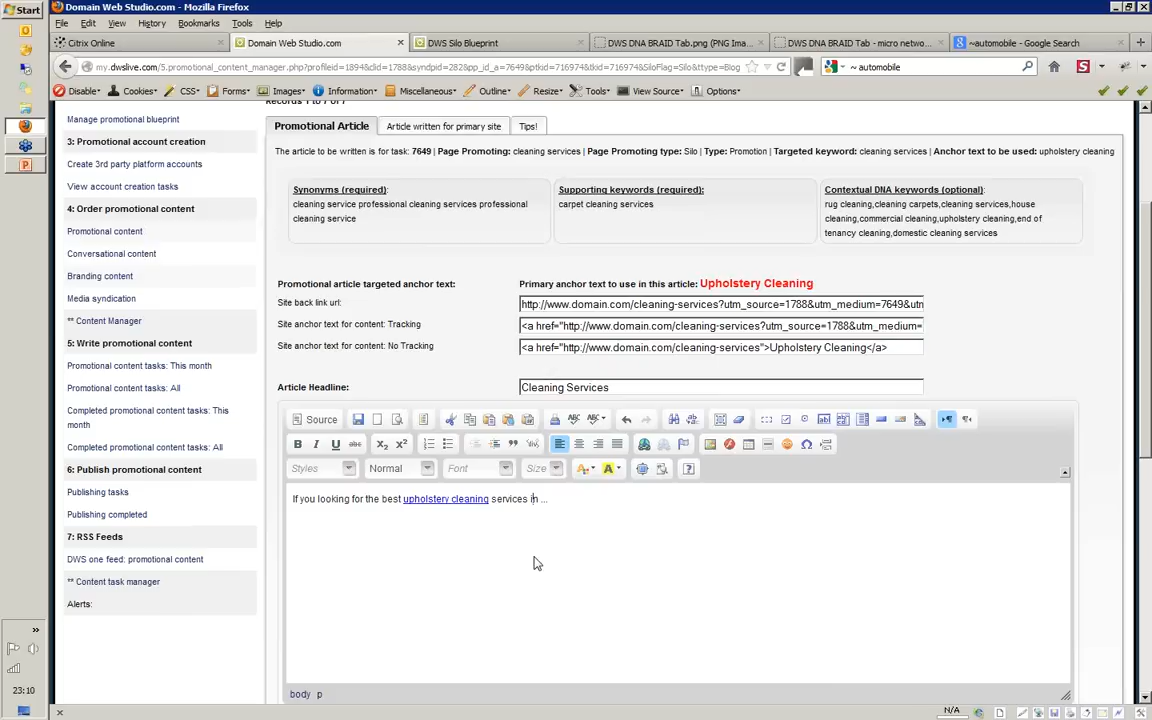 Start
Domain Web Studio.com - Mozilla Firefox
File Edit View History Bookmarks Tools Help
Citrix Online
Domain Web Studio.com
DWS Silo Blueprint
DWS DNA BRAID Tab.png (PNG Ima...
DWS DNA BRAID Tab - micro netwo...
~automobile - Google Search
my.dwslive.com/5.promotional_content_manager.php?profileid=1894&clid=1788&syndpid=282&pp_id_a=7649&ptkid=716974&tkid=716974&SiloFlag=Silo&ttype=Blog
~ automobile
Disable Cookies CSS Forms Images Information Miscellaneous Outline Resize Tools View Source Options
Records 1 to 7 of 7
Manage promotional blueprint
3: Promotional account creation
Create 3rd party platform accounts
View account creation tasks
4: Order promotional content
Promotional content
Conversational content
Branding content
Media syndication
** Content Manager
5: Write promotional content
Promotional content tasks: This month
Promotional content tasks: All
Completed promotional content tasks: This
month
Completed promotional content tasks: All
6: Publish promotional content
Publishing tasks
Publishing completed
7: RSS Feeds
DWS one feed: promotional content
** Content task manager
Alerts:
Promotional Article
Article written for primary site
Tips!
The article to be written is for task: 7649 | Page Promoting: cleaning services | Page Promoting type: Silo | Type: Promotion | Targeted keyword: cleaning services | Anchor text to be used: upholstery cleaning
Synonyms (required):
cleaning service professional cleaning services professional
cleaning service
Supporting keywords (required):
carpet cleaning services
Contextual DNA keywords (optional):
rug cleaning,cleaning carpets,cleaning services,house
cleaning,commercial cleaning,upholstery cleaning,end of
tenancy cleaning,domestic cleaning services
Promotional article targeted anchor text:
Primary anchor text to use in this article: Upholstery Cleaning
Site back link url:
http://www.domain.com/cleaning-services?utm_source=1788&utm_medium=7649&utm
Site anchor text for content: Tracking
<a href="http://www.domain.com/cleaning-services?utm_source=1788&utm_medium=
Site anchor text for content: No Tracking
<a href="http://www.domain.com/cleaning-services">Upholstery Cleaning</a>
Article Headline:
Cleaning Services
Source
B I U abc x₂ x²
Styles Normal Font Size
If you looking for the best upholstery cleaning services in ...
body p
23:10
N/A